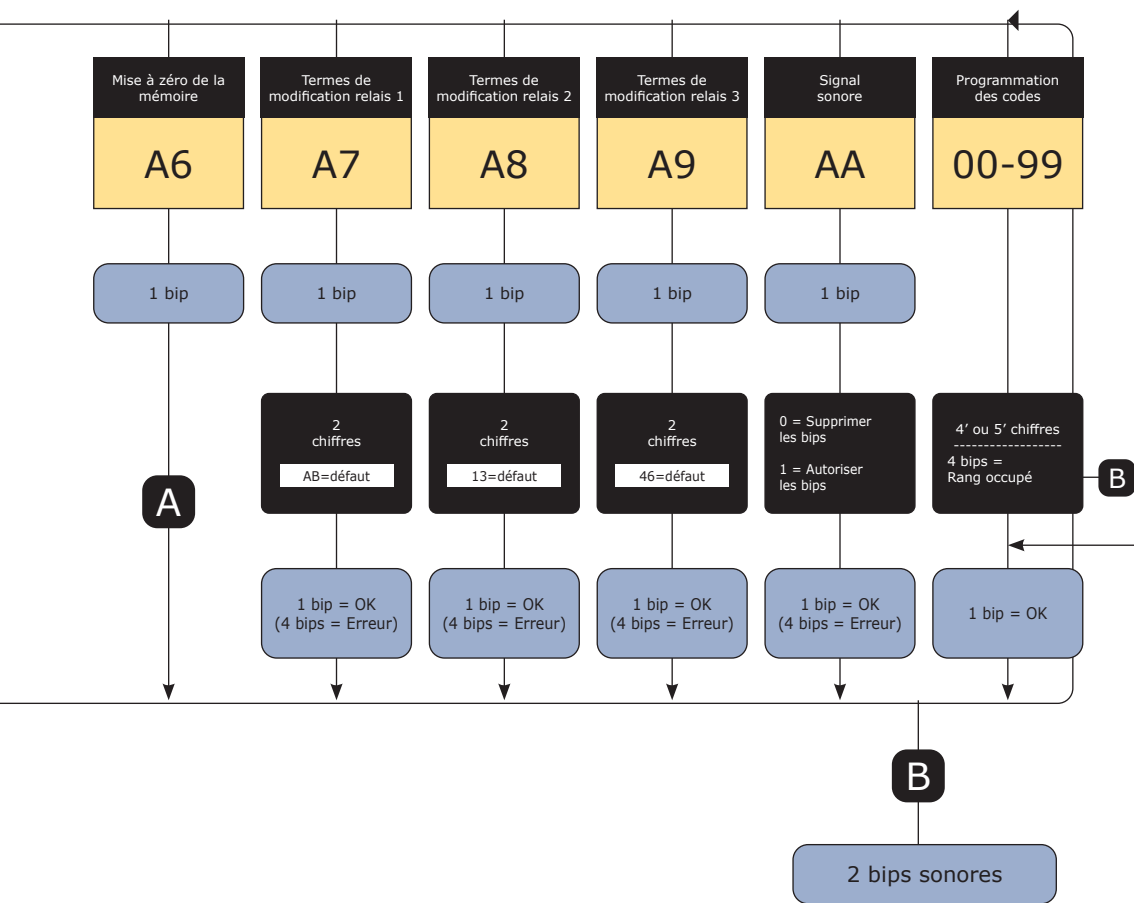 Mise à zéro de la
mémoire
A6
1 bip
A
Termes de
modification relais 1
A7
1 bip
2
chiffres
AB=défaut
1 bip = OK
(4 bips = Erreur)
Termes de
modification relais 2
A8
1 bip
2
chiffres
13=défaut
1 bip = OK
(4 bips = Erreur)
Termes de
modification relais 3
A9
1 bip
2
chiffres
46=défaut
1 bip = OK
(4 bips = Erreur)
Signal
sonore
AA
1 bip
0 = Supprimer
les bips
1 = Autoriser
les bips
1 bip = OK
(4 bips = Erreur)
Programmation
des codes
00-99
4’ ou 5’ chiffres
------------------
4 bips =
Rang occupé
B
1 bip = OK
B
2 bips sonores